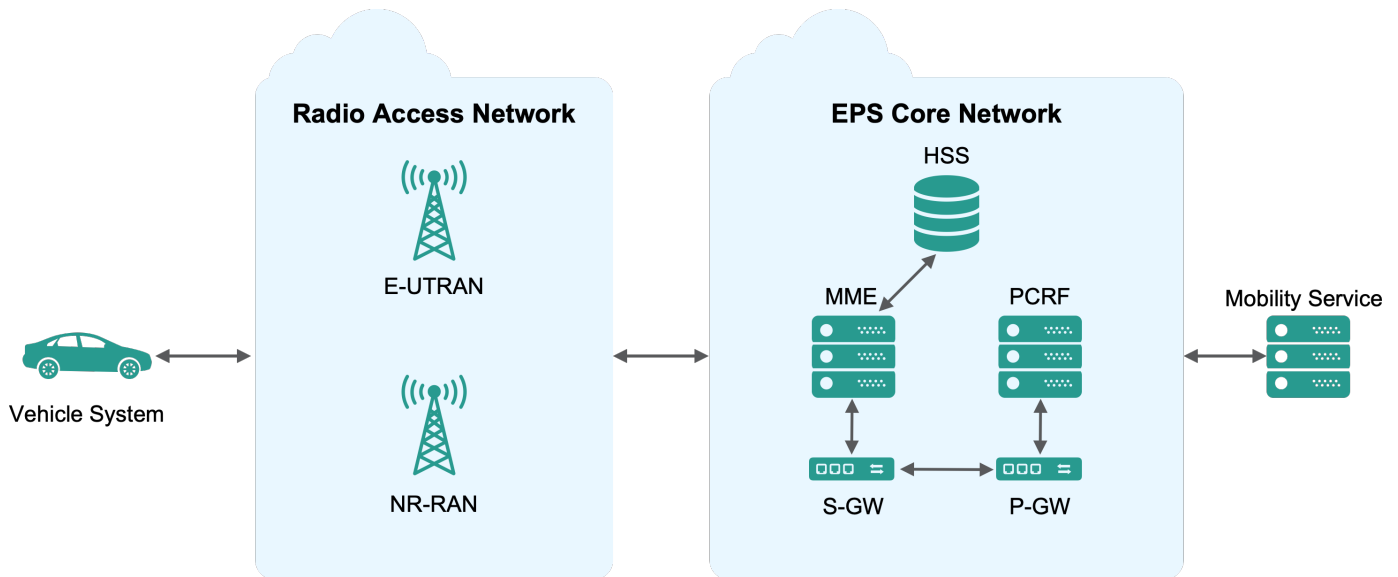 Radio Access Network
EPS Core Network
HSS
E-UTRAN
MME
PCRF
Mobility Service
Vehicle System
NR-RAN
S-GW
P-GW